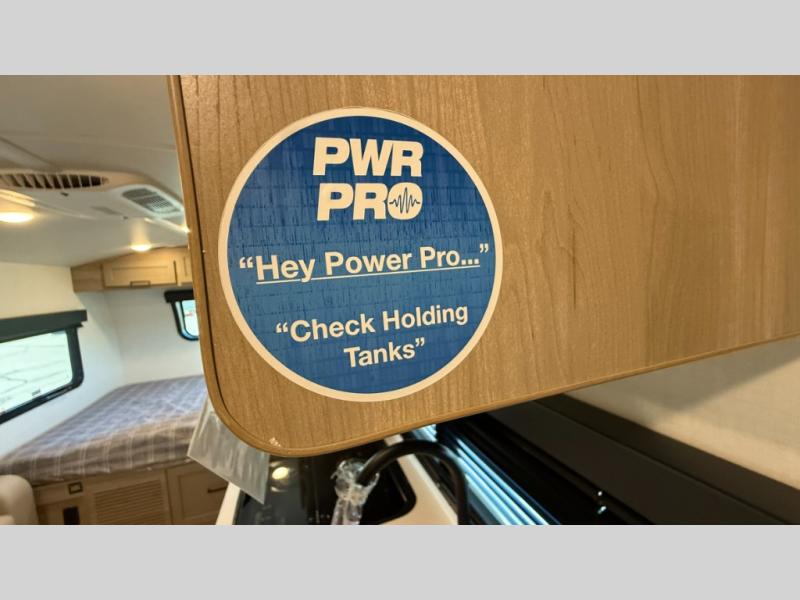 PWR
PRO
“Hey Power Pro...”
“Check Holding
Tanks”